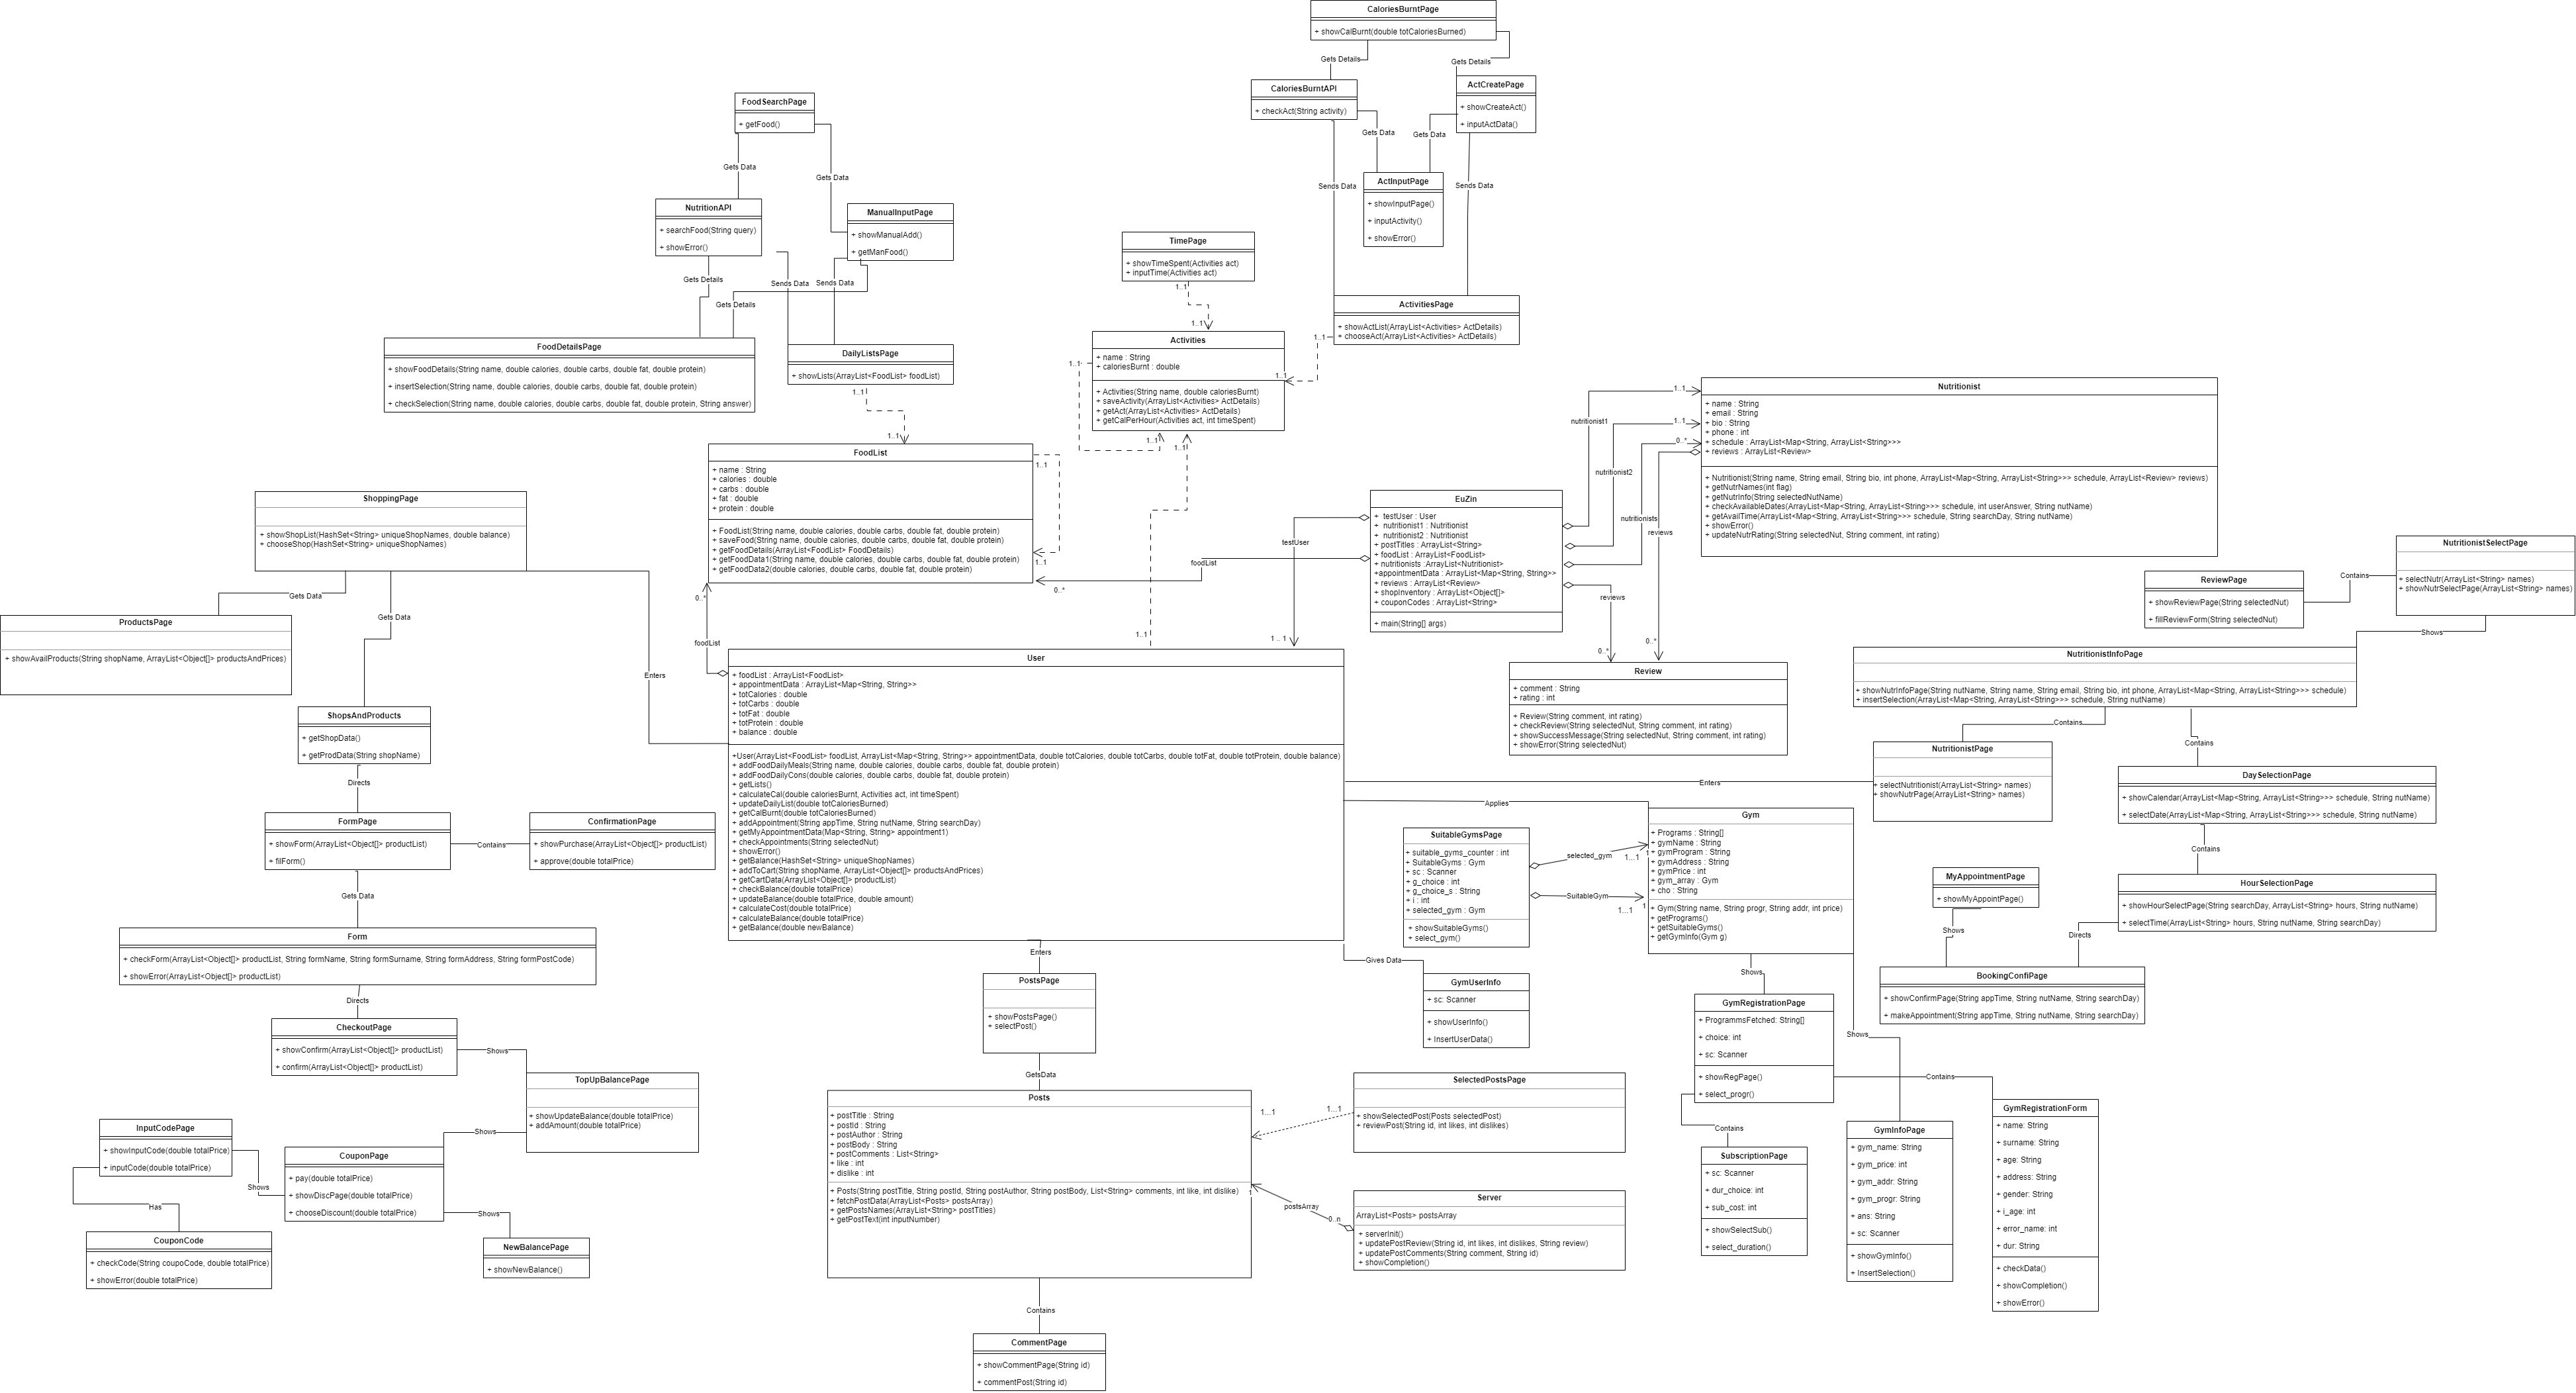 CaloriesBurntPage
+ showCalBurnt(double totCaloriesBurned)
Gets Details
Gets Details
CaloriesBurntAPI
+ checkAct(String activity)
ActCreatePage
+ showCreateAct()
+ inputActData()
Gets Data
Gets Data
Sends Data
Sends Data
ActInputPage
+ showInputPage()
+ inputActivity()
+ showError()
FoodSearchPage
+ getFood()
Gets Data
Gets Data
NutritionAPI
+ searchFood(String query)
+ showError()
ManualInputPage
+ showManualAdd()
+ getManFood()
Gets Details
Gets Details
Sends Data
Sends Data
TimePage
+ showTimeSpent(Activities act)
+ inputTime(Activities act)
1..1
1..1
ActivitiesPage
+ showActList(ArrayList<Activities> ActDetails)
+ chooseAct(ArrayList<Activities> ActDetails)
1..1
1..1
FoodDetailsPage
+ showFoodDetails(String name, double calories, double carbs, double fat, double protein)
+ insertSelection(String name, double calories, double carbs, double fat, double protein)
+ checkSelection(String name, double calories, double carbs, double fat, double protein, String answer)
DailyListsPage
+ showLists(ArrayList<FoodList> foodList)
1..1
1..1
Activities
+ name : String
+ caloriesBurnt : double
+ Activities(String name, double caloriesBurnt)
+ saveActivity(ArrayList<Activities> ActDetails)
+ getAct(ArrayList<Activities> ActDetails)
+ getCalPerHour(Activities act, int timeSpent)
1..1
1..1
1..1
1..1
FoodList
+ name : String
+ calories : double
+ carbs : double
+ fat : double
+ protein : double
+ FoodList(String name, double calories, double carbs, double fat, double protein)
+ saveFood(String name, double calories, double carbs, double fat, double protein)
+ getFoodDetails(ArrayList<FoodList> FoodDetails)
+ getFoodData1(String name, double calories, double carbs, double fat, double protein)
+ getFoodData2(double calories, double carbs, double fat, double protein)
1..1
1..1
0..*
foodList
0..*
foodList
Nutritionist
+ name : String
+ email : String
+ bio : String
+ phone : int
+ schedule : ArrayList<Map<String, ArrayList<String>>>
+ reviews : ArrayList<Review>
+ Nutritionist(String name, String email, String bio, int phone, ArrayList<Map<String, ArrayList<String>>> schedule, ArrayList<Review> reviews)
+ getNutrNames(int flag)
+ getNutrInfo(String selectedNutName)
+ checkAvailableDates(ArrayList<Map<String, ArrayList<String>>> schedule, int userAnswer, String nutName)
+ getAvailTime(ArrayList<Map<String, ArrayList<String>>> schedule, String searchDay, String nutName)
+ showError()
+ updateNutrRating(String selectedNut, String comment, int rating)
1..1
1..1
0..*
nutritionist1
nutritionist2
nutritionists
reviews
reviews
testUser
1 .. 1
0..*
0..*
EuZin
+ testUser : User
+ nutritionist1 : Nutritionist
+ nutritionist2 : Nutritionist
+ postTitles : ArrayList<String>
+ foodList : ArrayList<FoodList>
+ nutritionists :ArrayList<Nutritionist>
+appointmentData : ArrayList<Map<String, String>>
+ reviews : ArrayList<Review>
+ shopInventory : ArrayList<Object[]>
+ couponCodes : ArrayList<String>
+ main(String[] args)
ShoppingPage
+ showShopList(HashSet<String> uniqueShopNames, double balance)
+ chooseShop(HashSet<String> uniqueShopNames)
Gets Data
Gets Data
Enters
ProductsPage
+ showAvailProducts(String shopName, ArrayList<Object[]> productsAndPrices)
ShopsAndProducts
+ getShopData()
+ getProdData(String shopName)
Directs
NutritionistSelectPage
+ selectNutr(ArrayList<String> names)
+ showNutrSelectPage(ArrayList<String> names)
Contains
Shows
ReviewPage
+ showReviewPage(String selectedNut)
+ fillReviewForm(String selectedNut)
NutritionistInfoPage
+ showNutrInfoPage(String nutName, String name, String email, String bio, int phone, ArrayList<Map<String, ArrayList<String>>> schedule)
+ insertSelection(ArrayList<Map<String, ArrayList<String>>> schedule, String nutName)
Contains
Contains
Review
+ comment : String
+ rating : int
+ Review(String comment, int rating)
+ checkReview(String selectedNut, String comment, int rating)
+ showSuccessMessage(String selectedNut, String comment, int rating)
+ showError(String selectedNut)
User
+ foodList : ArrayList<FoodList>
+ appointmentData : ArrayList<Map<String, String>>
+ totCalories : double
+ totCarbs : double
+ totFat : double
+ totProtein : double
+ balance : double
+User(ArrayList<FoodList> foodList, ArrayList<Map<String, String>> appointmentData, double totCalories, double totCarbs, double totFat, double totProtein, double balance)
+ addFoodDailyMeals(String name, double calories, double carbs, double fat, double protein)
+ addFoodDailyCons(double calories, double carbs, double fat, double protein)
+ getLists()
+ calculateCal(double caloriesBurnt, Activities act, int timeSpent)
+ updateDailyList(double totCaloriesBurned)
+ getCalBurnt(double totCaloriesBurned)
+ addAppointment(String appTime, String nutName, String searchDay)
+ getMyAppointmentData(Map<String, String> appointment1)
+ checkAppointments(String selectedNut)
+ showError()
+ getBalance(HashSet<String> uniqueShopNames)
+ addToCart(String shopName, ArrayList<Object[]> productsAndPrices)
+ getCartData(ArrayList<Object[]> productList)
+ checkBalance(double totalPrice)
+ updateBalance(double totalPrice, double amount)
+ calculateCost(double totalPrice)
+ calculateBalance(double totalPrice)
+ getBalance(double newBalance)
NutritionistPage
+ selectNutritionist(ArrayList<String> names)
+ showNutrPage(ArrayList<String> names)
Enters
DaySelectionPage
+ showCalendar(ArrayList<Map<String, ArrayList<String>>> schedule, String nutName)
+ selectDate(ArrayList<Map<String, ArrayList<String>>> schedule, String nutName)
Contains
HourSelectionPage
+ showHourSelectPage(String searchDay, ArrayList<String> hours, String nutName)
+ selectTime(ArrayList<String> hours, String nutName, String searchDay)
Directs
MyAppointmentPage
+ showMyAppointPage()
Shows
BookingConfiPage
+ showConfirmPage(String appTime, String nutName, String searchDay)
+ makeAppointment(String appTime, String nutName, String searchDay)
FormPage
+ showForm(ArrayList<Object[]> productList)
+ filForm()
Contains
ConfirmationPage
+ showPurchase(ArrayList<Object[]> productList)
+ approve(double totalPrice)
Gets Data
Form
+ checkForm(ArrayList<Object[]> productList, String formName, String formSurname, String formAddress, String formPostCode)
+ showError(ArrayList<Object[]> productList)
Directs
CheckoutPage
+ showConfirm(ArrayList<Object[]> productList)
+ confirm(ArrayList<Object[]> productList)
Shows
TopUpBalancePage
+ showUpdateBalance(double totalPrice)
+ addAmount(double totalPrice)
Shows
InputCodePage
+ showInputCode(double totalPrice)
+ inputCode(double totalPrice)
Shows
Has
CouponPage
+ pay(double totalPrice)
+ showDiscPage(double totalPrice)
+ chooseDiscount(double totalPrice)
Shows
CouponCode
+ checkCode(String coupoCode, double totalPrice)
+ showError(double totalPrice)
NewBalancePage
+ showNewBalance()
Applies
SuitableGymsPage
+ suitable_gyms_counter : int
+ SuitableGyms : Gym
+ sc : Scanner
+ g_choice : int
+ g_choice_s : String
+ i : int
+ selected_gym : Gym
+ showSuitableGyms()
+ select_gym()
selected_gym
1...1
1
SuitableGym
1...1
1
Gym
+ Programs : String[]
+ gymName : String
+ gymProgram : String
+ gymAddress : String
+ gymPrice : int
+ gym_array : Gym
+ cho : String
+ Gym(String name, String progr, String addr, int price)
+ getPrograms()
+ getSuitableGyms()
+ getGymInfo(Gym g)
Shows
Shows
Enters
Gives Data
GymUserInfo
+ sc: Scanner
+ showUserInfo()
+ InsertUserData()
PostsPage
+ showPostsPage()
+ selectPost()
GetsData
GymRegistrationPage
+ ProgrammsFetched: String[]
+ choice: int
+ sc: Scanner
+ showRegPage()
+ select_progr()
Contains
Contains
SubscriptionPage
+ sc: Scanner
+ dur_choice: int
+ sub_cost: int
+ showSelectSub()
+ select_duration()
GymInfoPage
+ gym_name: String
+ gym_price: int
+ gym_addr: String
+ gym_progr: String
+ ans: String
+ sc: Scanner
+ showGymInfo()
+ InsertSelection()
GymRegistrationForm
+ name: String
+ surname: String
+ age: String
+ address: String
+ gender: String
+ i_age: int
+ error_name: int
+ dur: String
+ checkData()
+ showCompletion()
+ showError()
Posts
+ postTitle : String
+ postId : String
+ postAuthor : String
+ postBody : String
+ postComments : List<String>
+ like : int
+ dislike : int
+ Posts(String postTitle, String postId, String postAuthor, String postBody, List<String> comments, int like, int dislike)
+ fetchPostData(ArrayList<Posts> postsArray)
+ getPostsNames(ArrayList<String> postTitles)
+ getPostText(int inputNumber)
1...1
1...1
SelectedPostsPage
+ showSelectedPost(Posts selectedPost)
+ reviewPost(String id, int likes, int dislikes)
1
postsArray
0..n
Server
ArrayList<Posts> postsArray
+ serverInit()
+ updatePostReview(String id, int likes, int dislikes, String review)
+ updatePostComments(String comment, String id)
+ showCompletion()
Contains
CommentPage
+ showCommentPage(String id)
+ commentPost(String id)